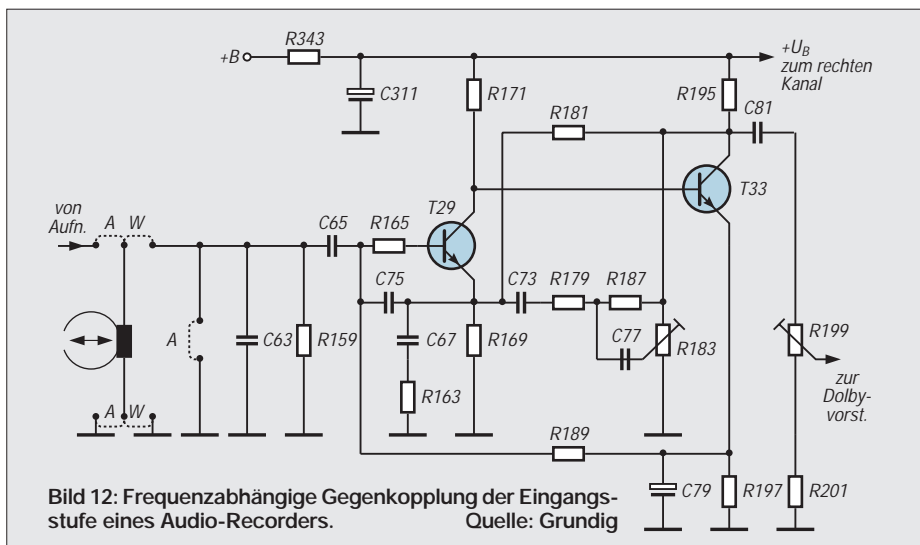 +B
R343
+U_B
zum rechten
Kanal
C311
R171
R195
R181
C81
T33
von
Aufn.
A W
C65
R165
T29
C75
C73
R179
R187
A
C63
R159
C67
R169
C77
R183
R199
R163
zur
Dolby-
vorst.
A W
R189
C79
R197
R201
Bild 12: Frequenzabhängige Gegenkopplung der Eingangs-
stufe eines Audio-Recorders. Quelle: Grundig